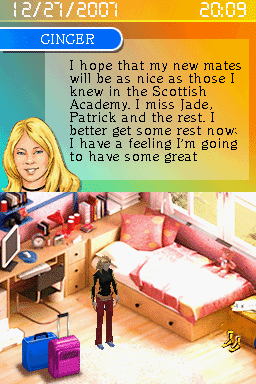 12/27/2007 20:09
GINGER
I hope that my new mates
will be as nice as those I
knew in the Scottish
Academy. I miss Jade,
Patrick and the rest. I
better get some rest now;
I have a feeling I'm going
to have some great